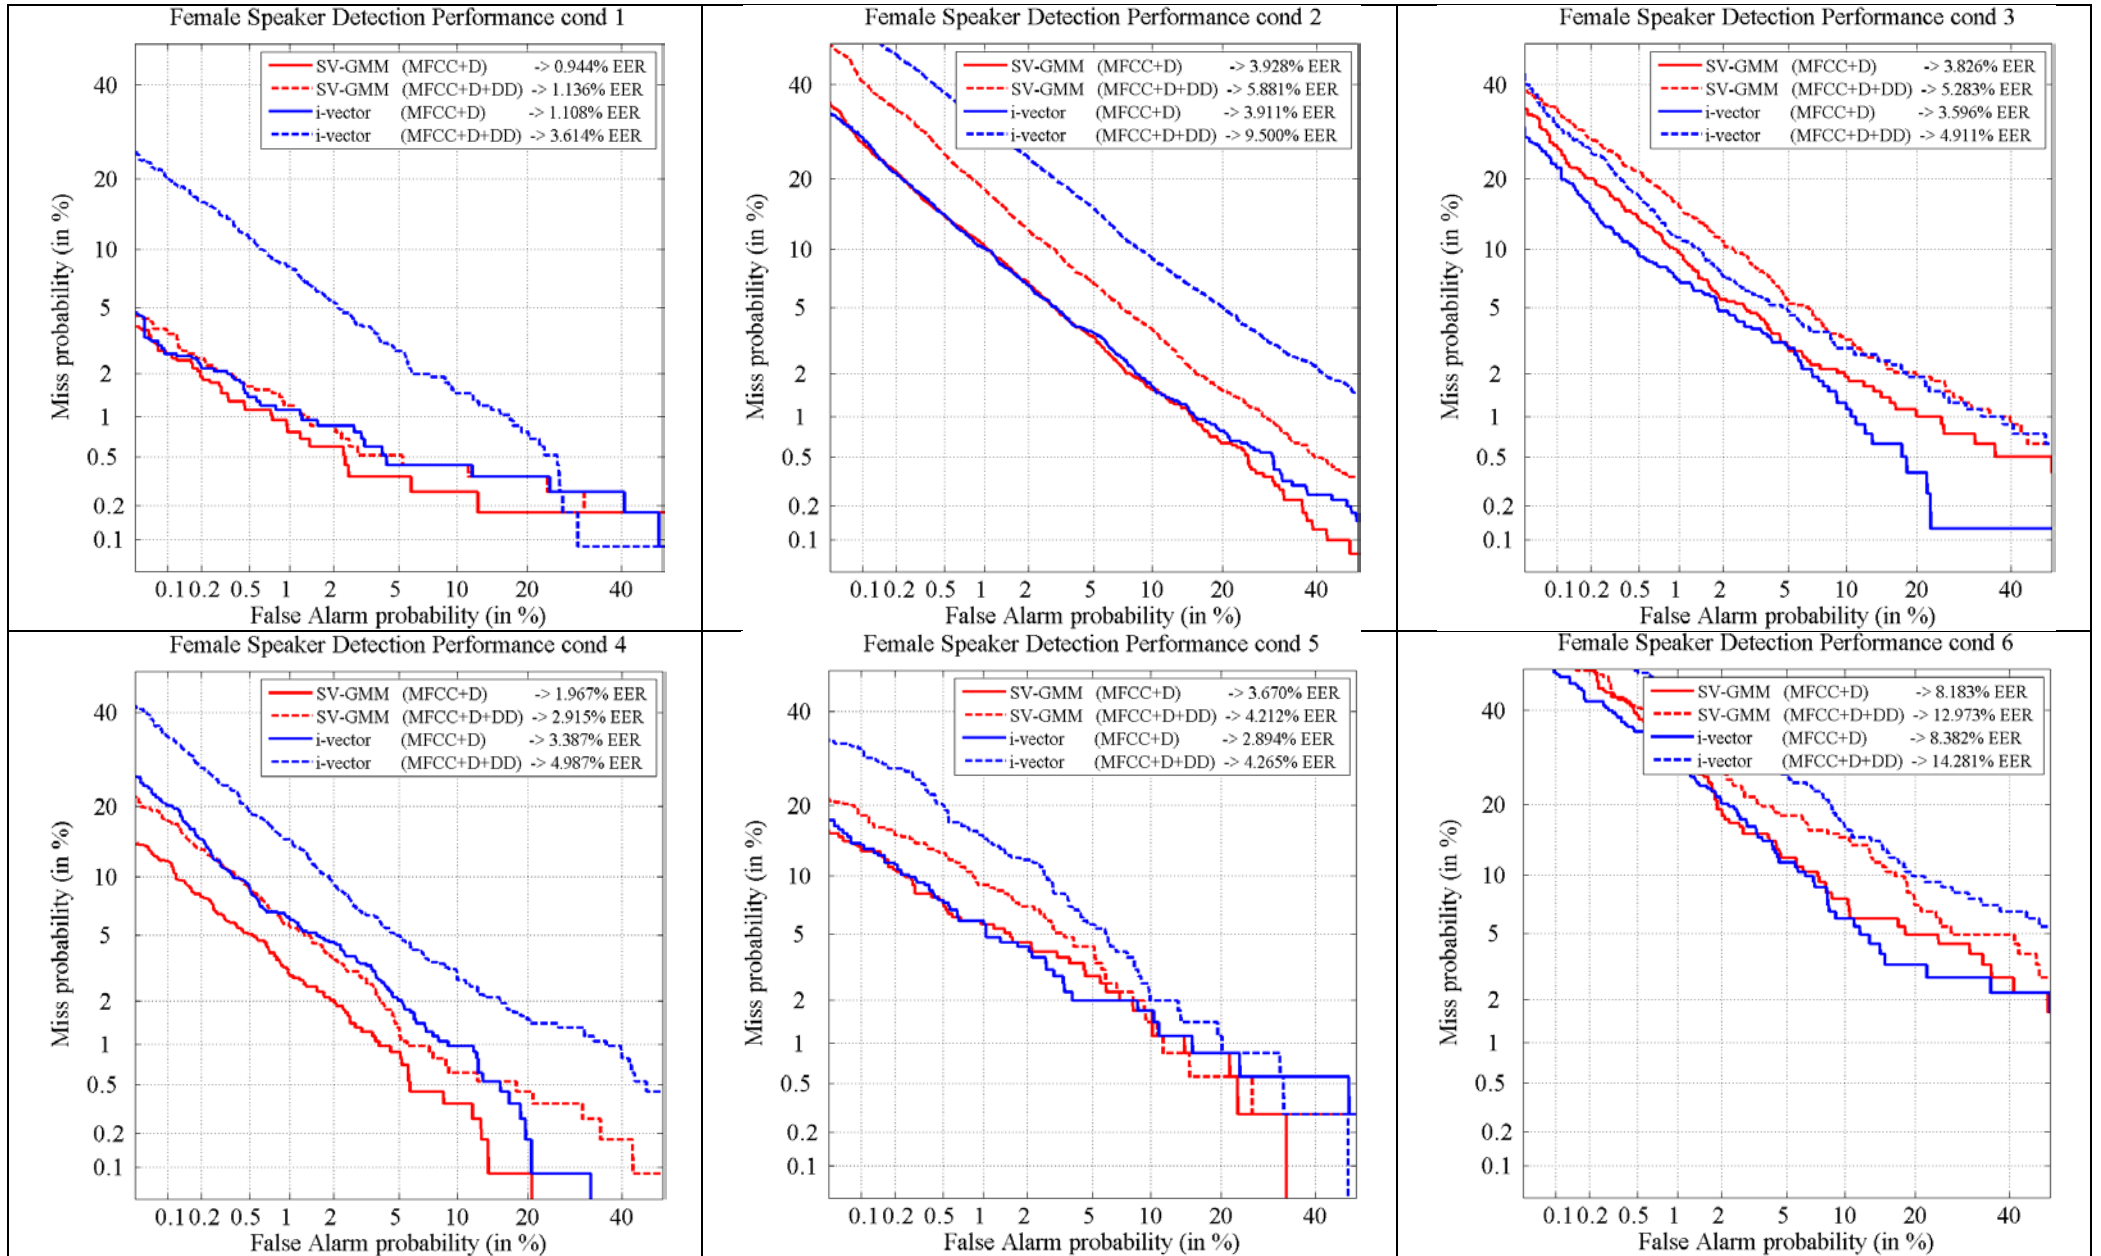 Female Speaker Detection Performance cond 1
SV-GMM (MFCC+D) -> 0.944% EER
SV-GMM (MFCC+D+DD) -> 1.136% EER
i-vector (MFCC+D) -> 1.108% EER
i-vector (MFCC+D+DD) -> 3.614% EER
Miss probability (in %)
40
20
10
5
2
1
0.5
0.2
0.1
0.1 0.2 0.5 1 2 5 10 20 40
False Alarm probability (in %)
Female Speaker Detection Performance cond 2
SV-GMM (MFCC+D) -> 3.928% EER
SV-GMM (MFCC+D+DD) -> 5.881% EER
i-vector (MFCC+D) -> 3.911% EER
i-vector (MFCC+D+DD) -> 9.500% EER
Miss probability (in %)
40
20
10
5
2
1
0.5
0.2
0.1
0.1 0.2 0.5 1 2 5 10 20 40
False Alarm probability (in %)
Female Speaker Detection Performance cond 3
SV-GMM (MFCC+D) -> 3.826% EER
SV-GMM (MFCC+D+DD) -> 5.283% EER
i-vector (MFCC+D) -> 3.596% EER
i-vector (MFCC+D+DD) -> 4.911% EER
Miss probability (in %)
40
20
10
5
2
1
0.5
0.2
0.1
0.1 0.2 0.5 1 2 5 10 20 40
False Alarm probability (in %)
Female Speaker Detection Performance cond 4
SV-GMM (MFCC+D) -> 1.967% EER
SV-GMM (MFCC+D+DD) -> 2.915% EER
i-vector (MFCC+D) -> 3.387% EER
i-vector (MFCC+D+DD) -> 4.987% EER
Miss probability (in %)
40
20
10
5
2
1
0.5
0.2
0.1
0.1 0.2 0.5 1 2 5 10 20 40
False Alarm probability (in %)
Female Speaker Detection Performance cond 5
SV-GMM (MFCC+D) -> 3.670% EER
SV-GMM (MFCC+D+DD) -> 4.212% EER
i-vector (MFCC+D) -> 2.894% EER
i-vector (MFCC+D+DD) -> 4.265% EER
Miss probability (in %)
40
20
10
5
2
1
0.5
0.2
0.1
0.1 0.2 0.5 1 2 5 10 20 40
False Alarm probability (in %)
Female Speaker Detection Performance cond 6
SV-GMM (MFCC+D) -> 8.183% EER
SV-GMM (MFCC+D+DD) -> 12.973% EER
i-vector (MFCC+D) -> 8.382% EER
i-vector (MFCC+D+DD) -> 14.281% EER
Miss probability (in %)
40
20
10
5
2
1
0.5
0.2
0.1
0.1 0.2 0.5 1 2 5 10 20 40
False Alarm probability (in %)